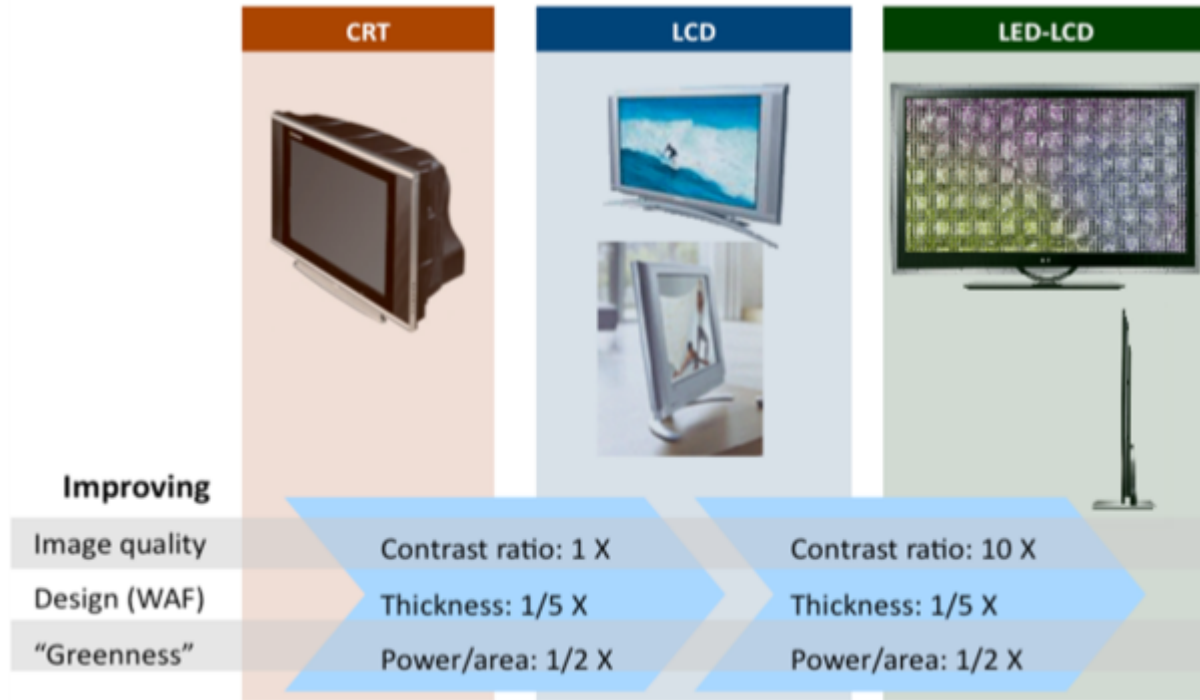 CRT
LCD
LED-LCD
Improving
Image quality
Contrast ratio: 1 X
Contrast ratio: 10 X
Design (WAF)
Thickness: 1/5 X
Thickness: 1/5 X
“Greenness”
Power/area: 1/2 X
Power/area: 1/2 X